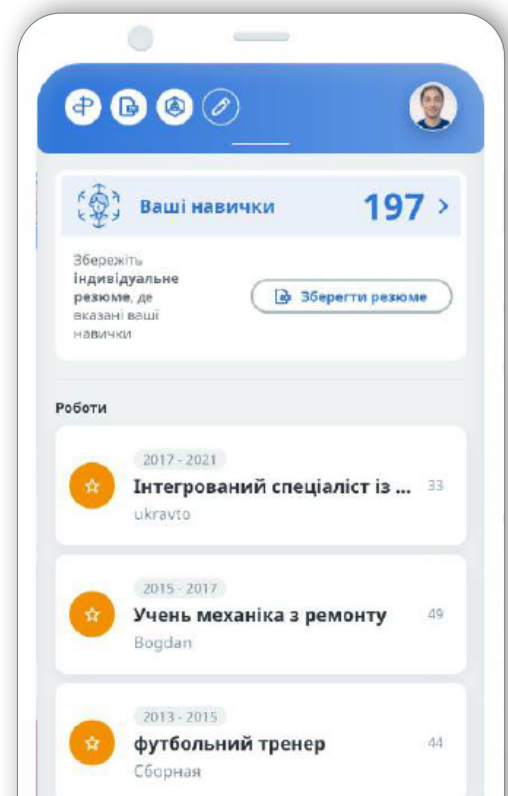 Ваші навички 197
Збережіть
індивідуальне
резюме, де
вказані ваші
навички
Зберегти резюме
Роботи
2017 - 2021
Інтегрований спеціаліст із ... 33
ukravto
2015 - 2017
Учень механіка з ремонту 49
Bogdan
2013 - 2015
футбольний тренер 44
Сборная